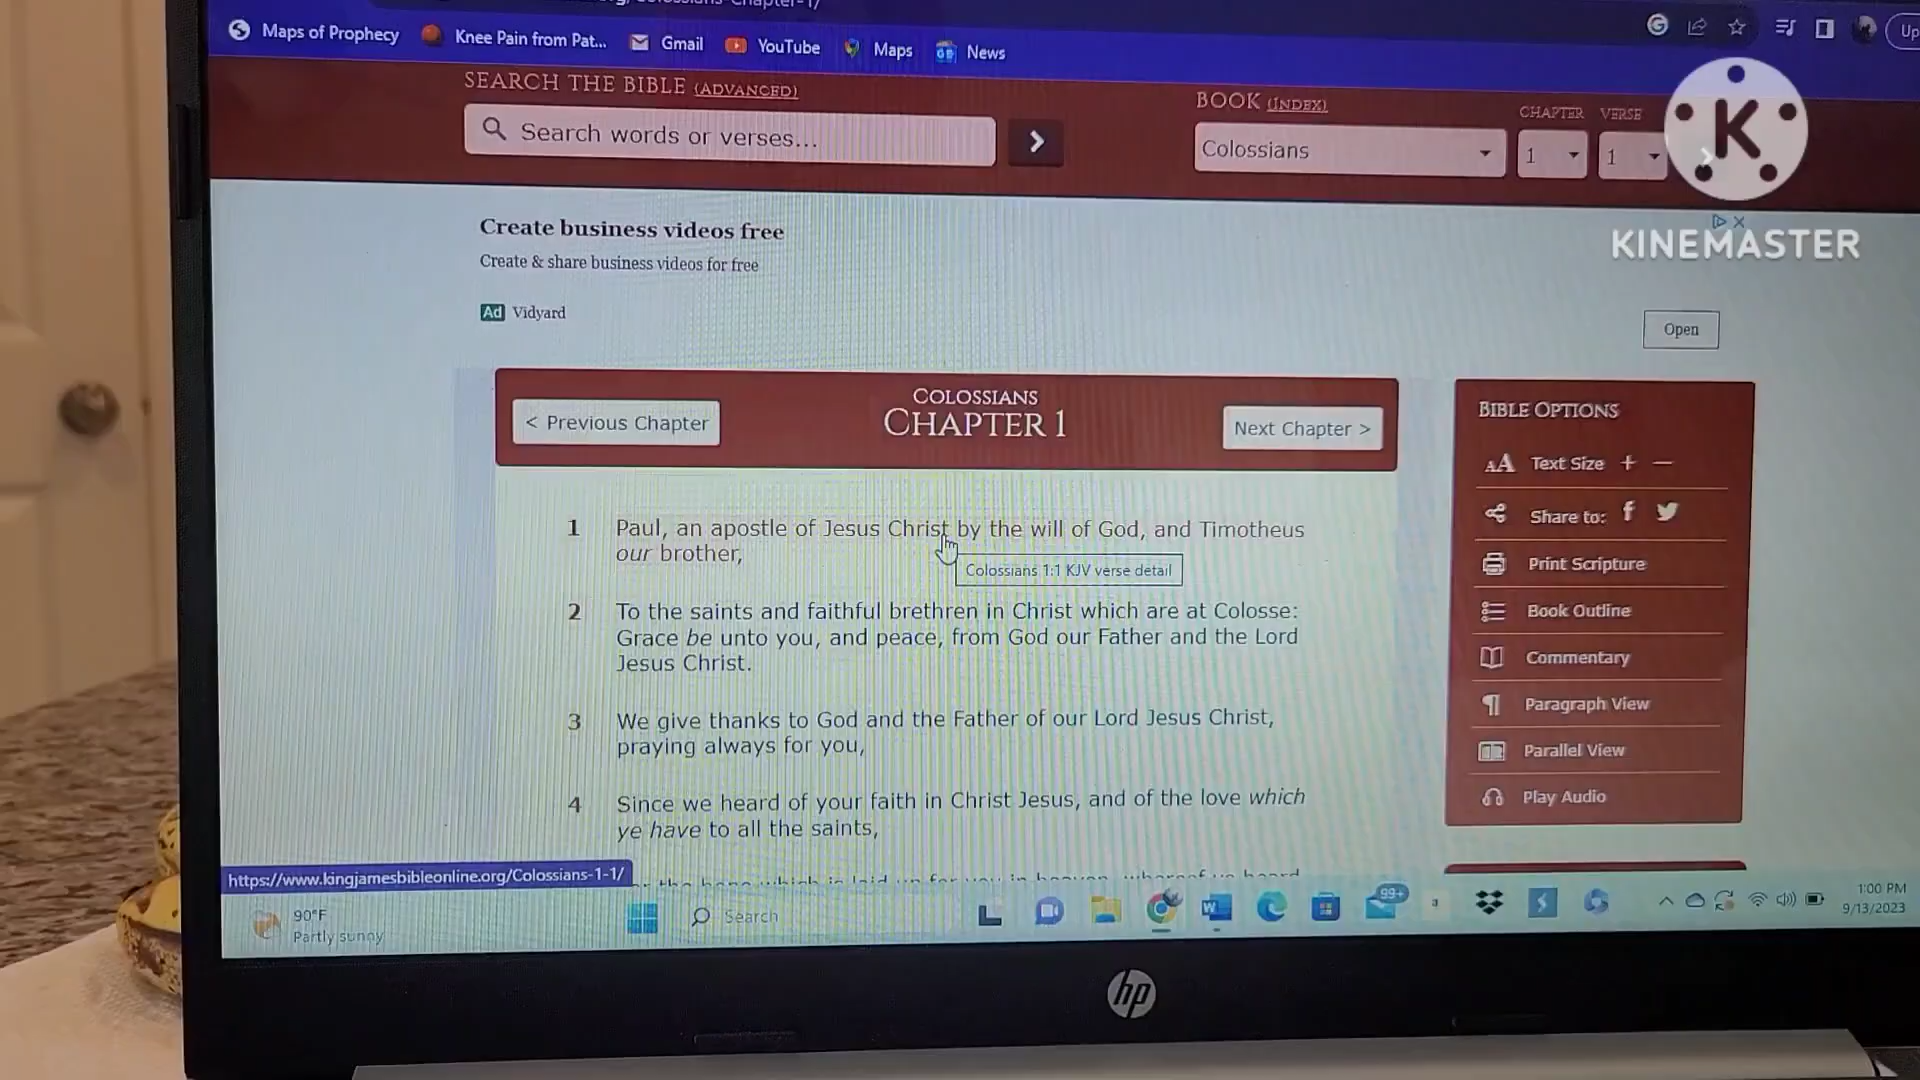 Maps of Prophecy
Knee Pain from Pat...
Gmail
YouTube
Maps
News
SEARCH THE BIBLE (ADVANCED)
Search words or verses...
BOOK (INDEX)
CHAPTER
VERSE
Colossians
1
1
K
KINEMASTER
Create business videos free
Create & share business videos for free
Ad Vidyard
Open
COLOSSIANS
CHAPTER 1
< Previous Chapter
Next Chapter >
1 Paul, an apostle of Jesus Christ by the will of God, and Timotheus
our brother,
Colossians 1:1 KJV verse detail
2 To the saints and faithful brethren in Christ which are at Colosse:
Grace be unto you, and peace, from God our Father and the Lord
Jesus Christ.
3 We give thanks to God and the Father of our Lord Jesus Christ,
praying always for you,
4 Since we heard of your faith in Christ Jesus, and of the love which
ye have to all the saints,
BIBLE OPTIONS
AA Text Size + −
Share to:
Print Scripture
Book Outline
Commentary
Paragraph View
Parallel View
Play Audio
https://www.kingjamesbibleonline.org/Colossians-1-1/
90°F
Partly sunny
Search
99+
1:00 PM
9/13/2023
hp